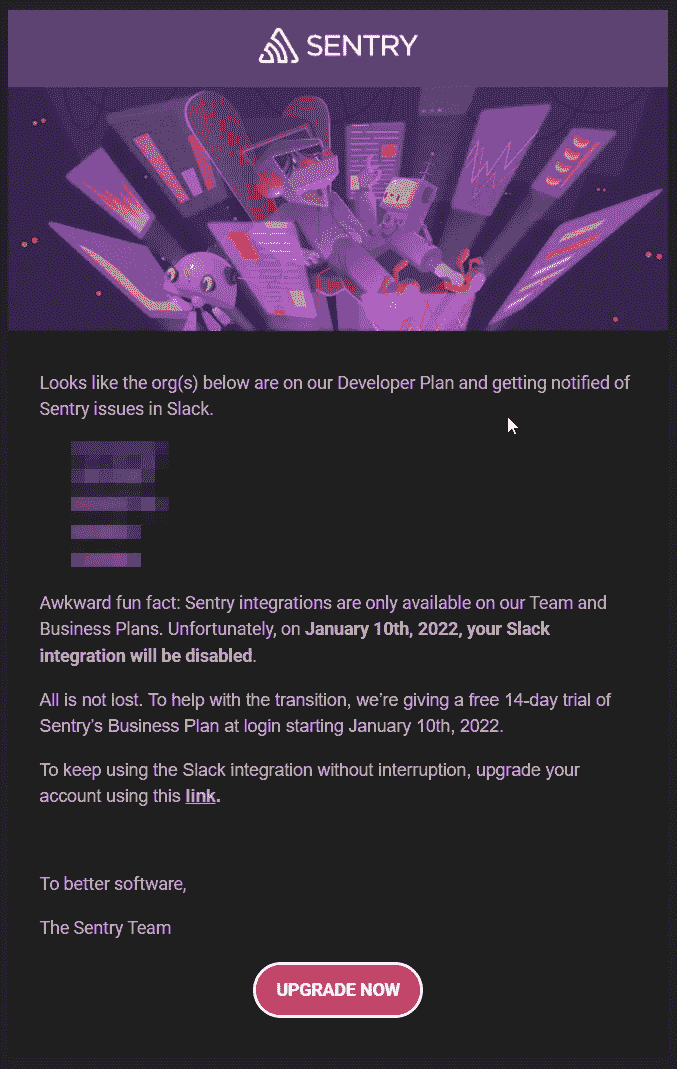 SENTRY
Looks like the org(s) below are on our Developer Plan and getting notified of
Sentry issues in Slack.
Awkward fun fact: Sentry integrations are only available on our Team and
Business Plans. Unfortunately, on January 10th, 2022, your Slack
integration will be disabled.
All is not lost. To help with the transition, we’re giving a free 14-day trial of
Sentry’s Business Plan at login starting January 10th, 2022.
To keep using the Slack integration without interruption, upgrade your
account using this link.
To better software,
The Sentry Team
UPGRADE NOW